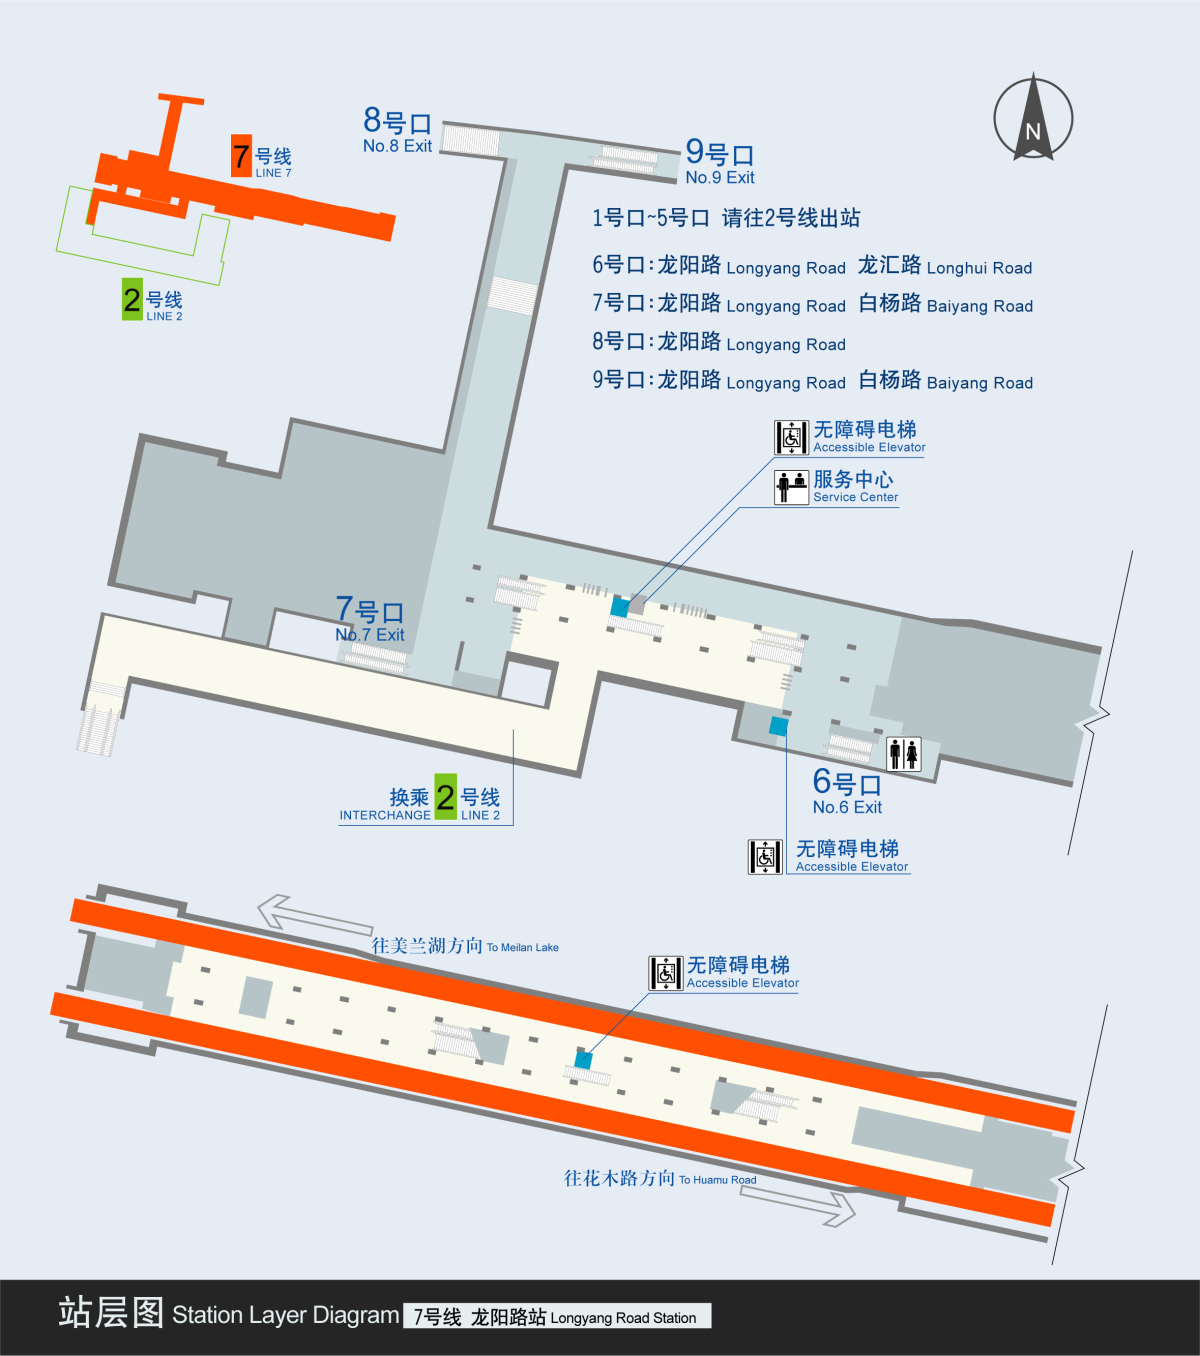 8号口
No.8 Exit
9号口
No.9 Exit
N
7 号线
LINE 7
2 号线
LINE 2
1号口~5号口 请往2号线出站
6号口:龙阳路 Longyang Road 龙汇路 Longhui Road
7号口:龙阳路 Longyang Road 白杨路 Baiyang Road
8号口:龙阳路 Longyang Road
9号口:龙阳路 Longyang Road 白杨路 Baiyang Road
无障碍电梯
Accessible Elevator
服务中心
Service Center
7号口
No.7 Exit
6号口
No.6 Exit
换乘 2 号线
INTERCHANGE LINE 2
无障碍电梯
Accessible Elevator
往美兰湖方向 To Meilan Lake
无障碍电梯
Accessible Elevator
往花木路方向 To Huamu Road
站层图 Station Layer Diagram 7号线 龙阳路站 Longyang Road Station